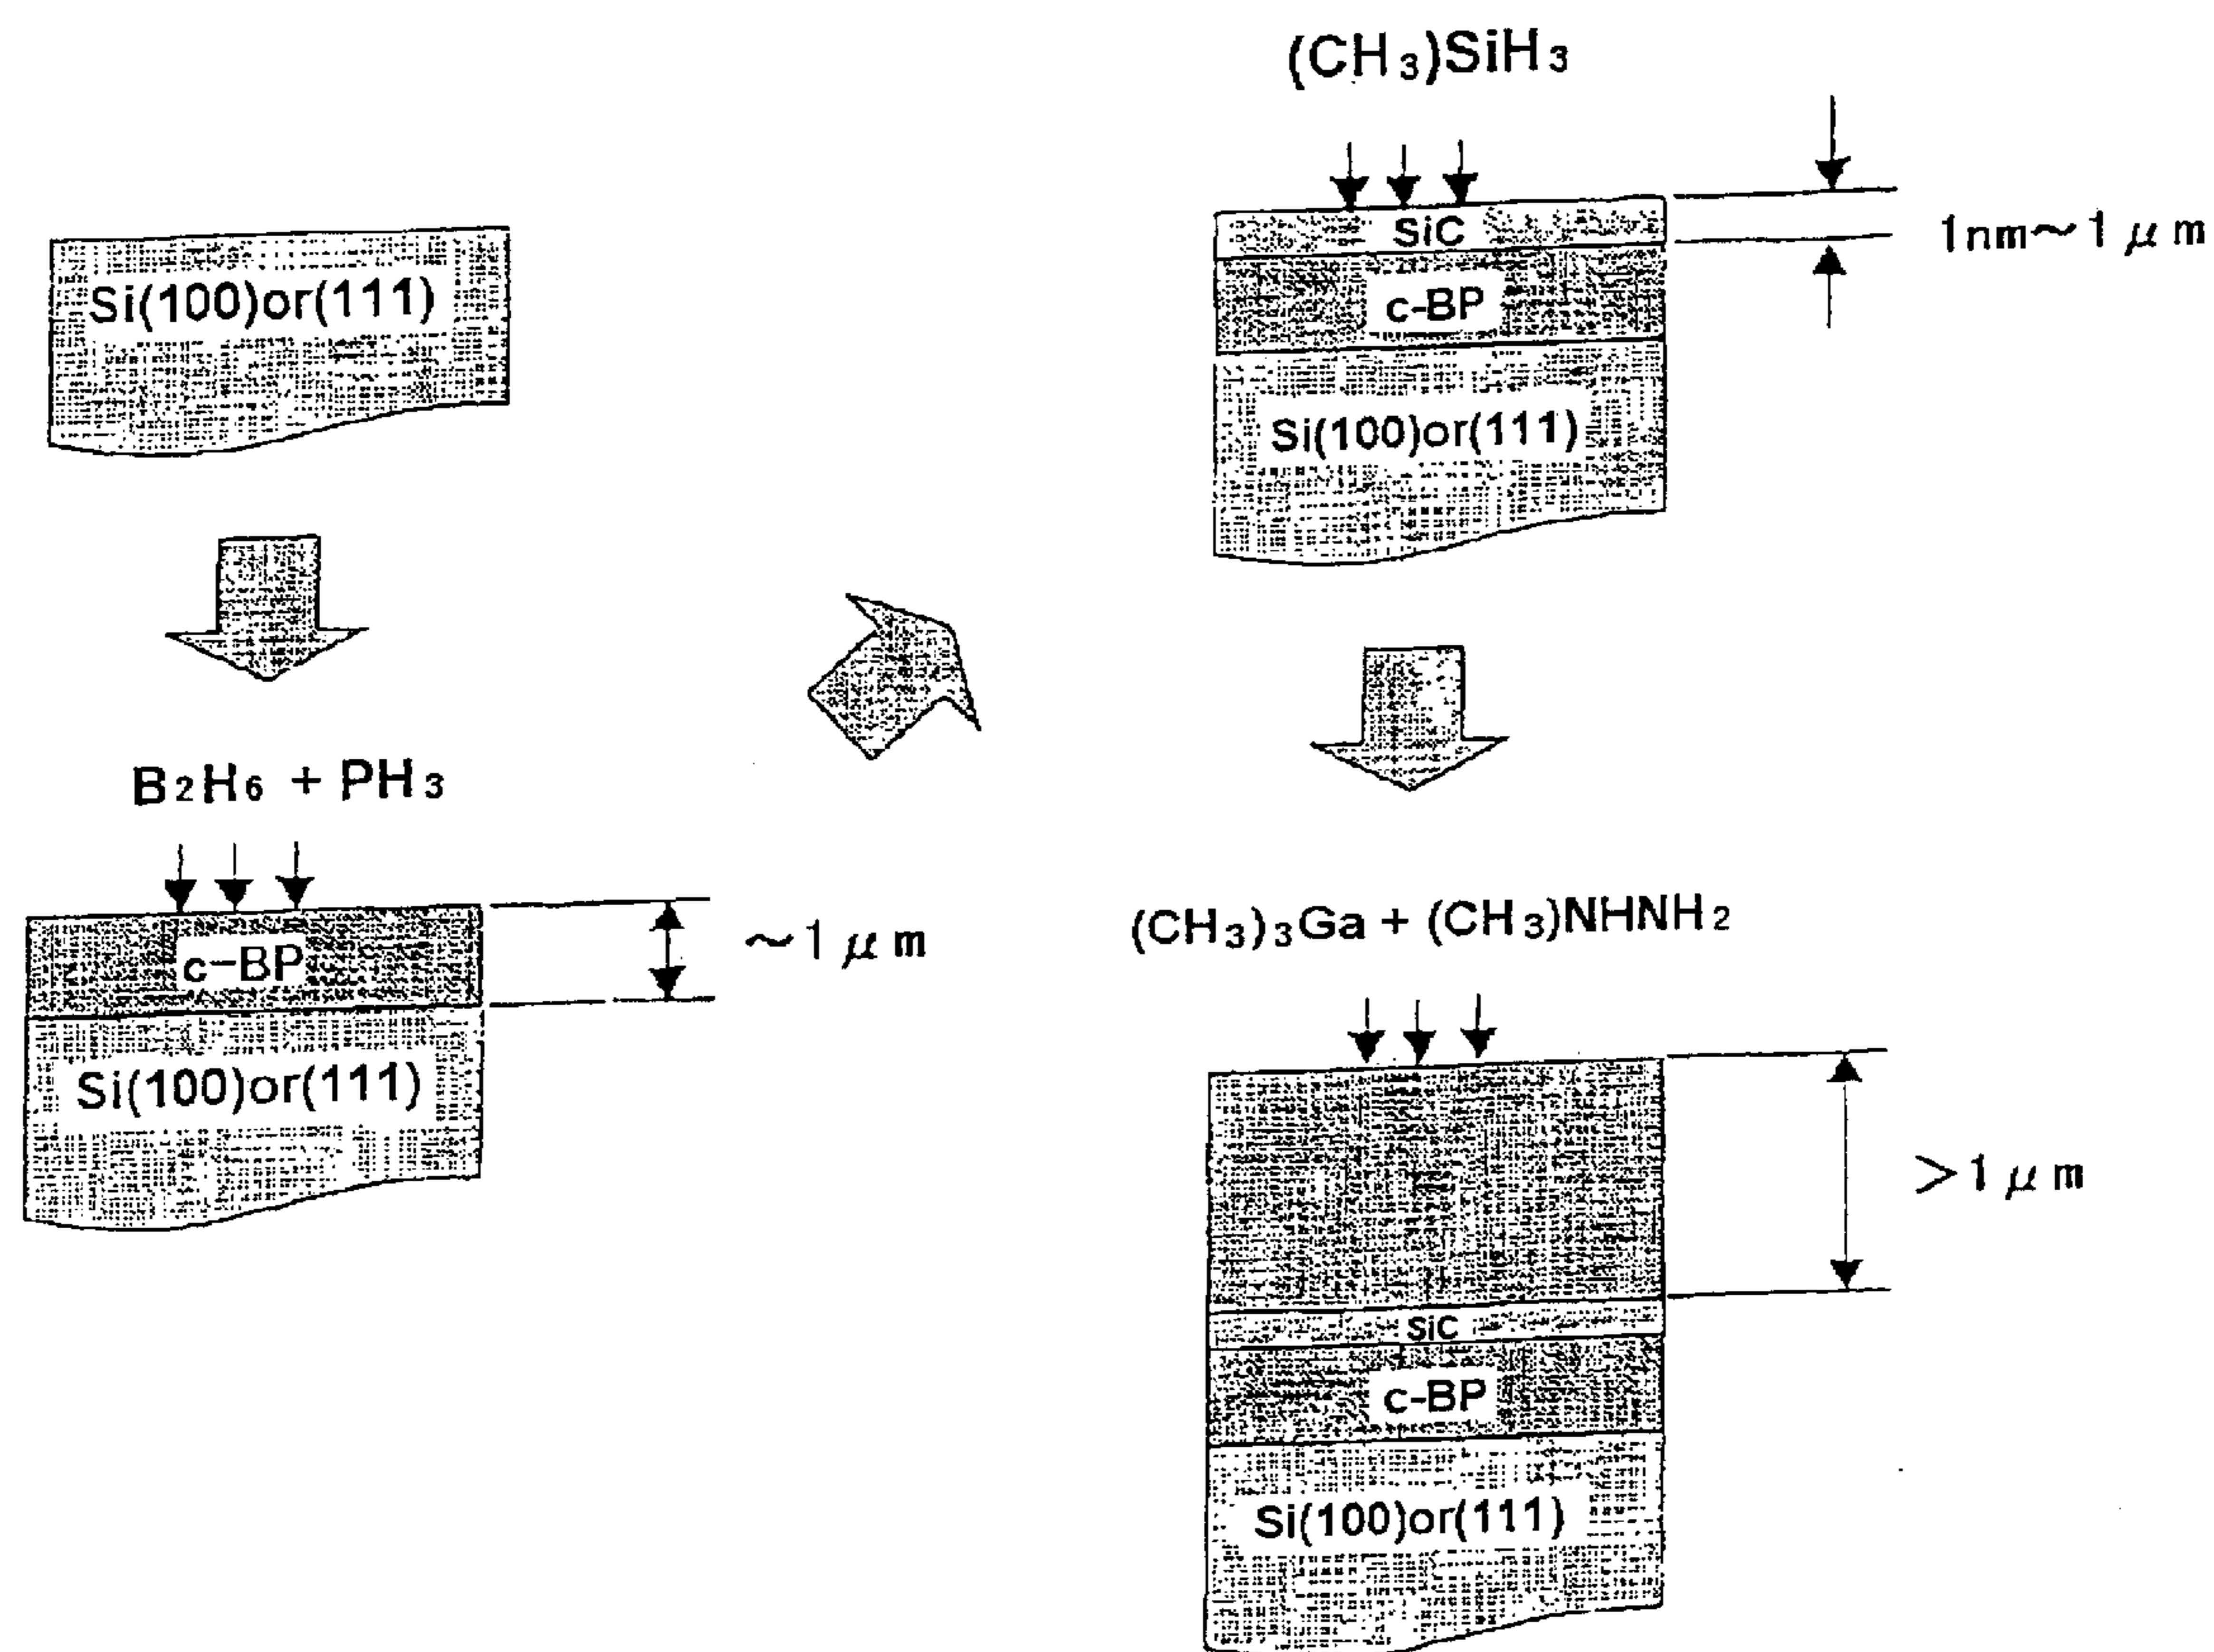 Si(100)or(111)
B₂H₆ + PH₃
c-BP
~1μm
Si(100)or(111)
(CH₃)SiH₃
SiC
1nm~1μm
c-BP
Si(100)or(111)
(CH₃)₃Ga + (CH₃)NHNH₂
>1μm
SiC
c-BP
Si(100)or(111)